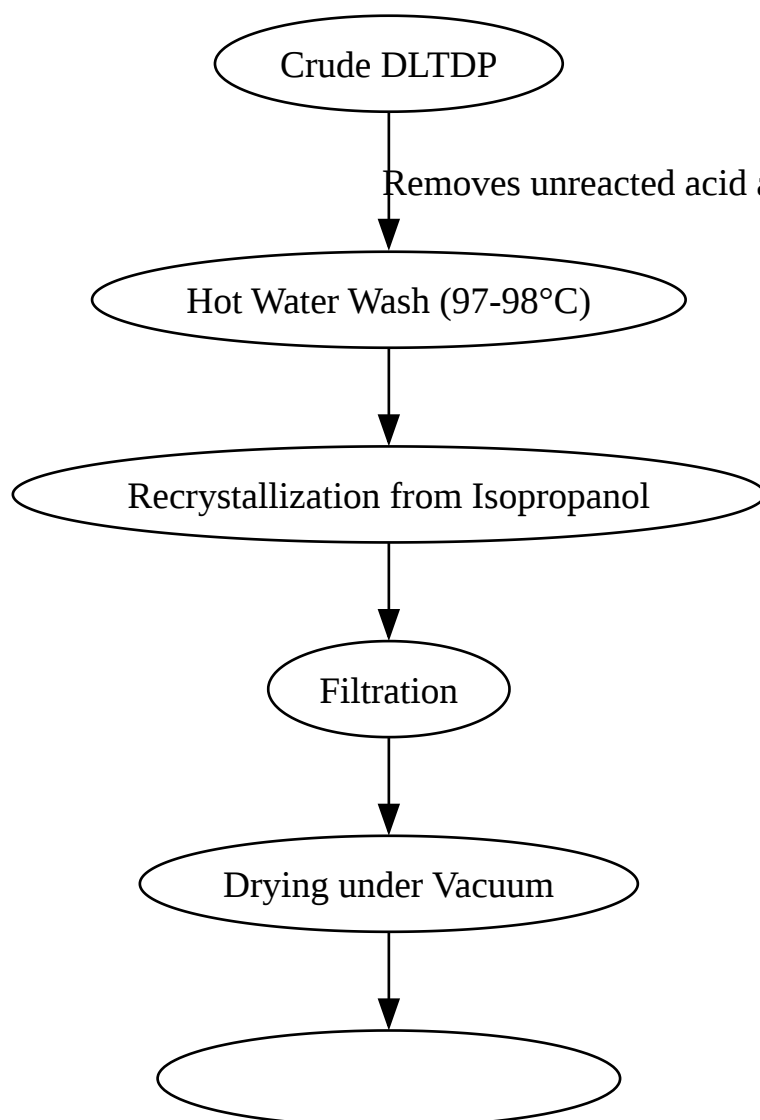 Crude DLTDP
Removes unreacted acid
Hot Water Wash (97-98°C)
Recrystallization from Isopropanol
Filtration
Drying under Vacuum